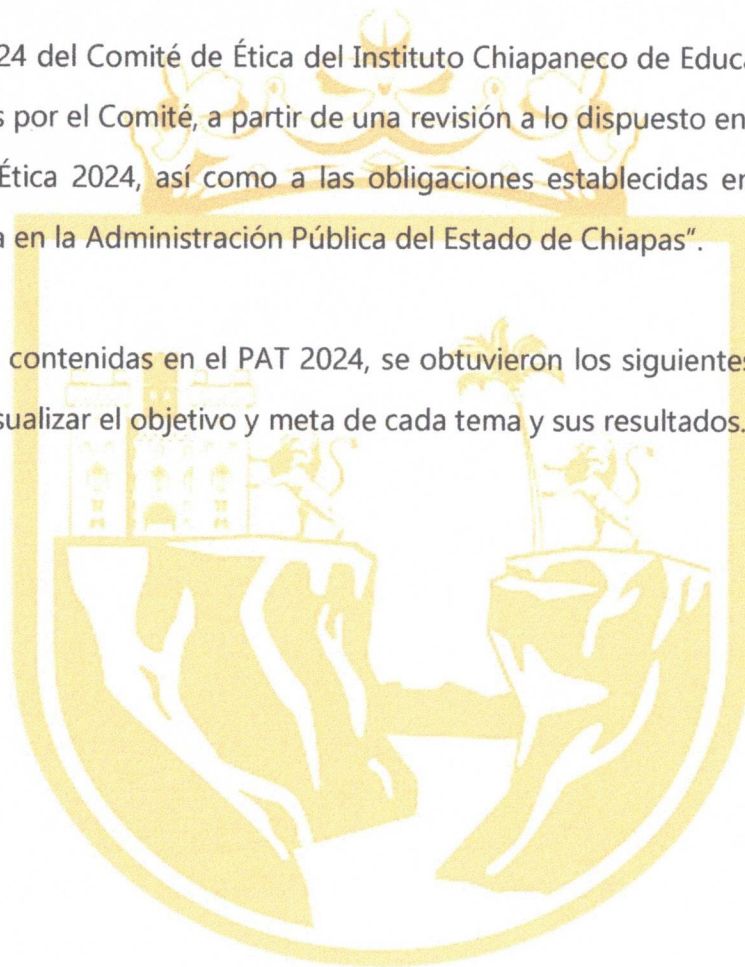 24 del Comité de Ética del Instituto Chiapaneco de Educa
s por el Comité, a partir de una revisión a lo dispuesto en
Ética 2024, así como a las obligaciones establecidas en
a en la Administración Pública del Estado de Chiapas".
contenidas en el PAT 2024, se obtuvieron los siguientes
sualizar el objetivo y meta de cada tema y sus resultados.